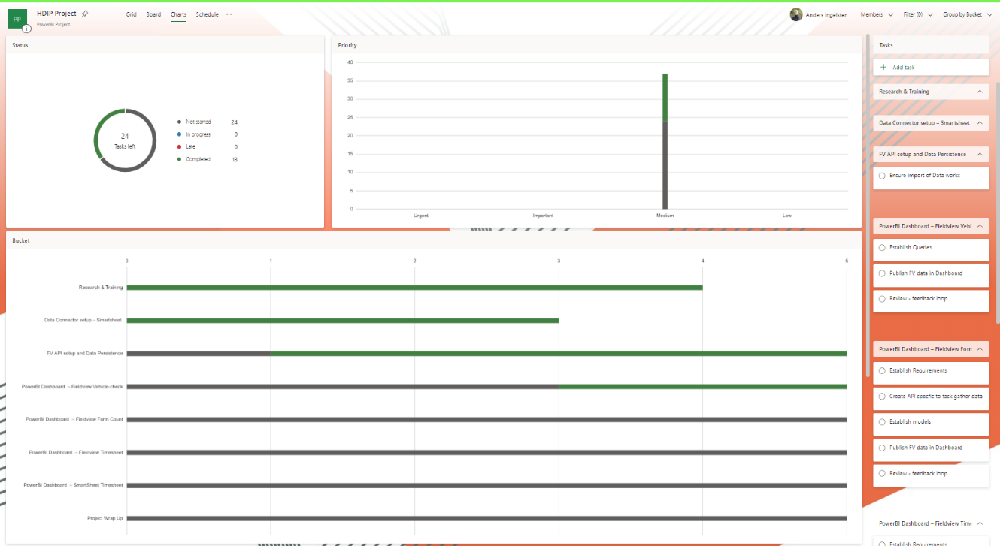 PP
HDIP Project
PowerBI Project
Grid Board Charts Schedule ···
Anders Ingelsten
Members
Filter (0)
Group by Bucket
Status
24
Tasks left
Not started 24
In progress 0
Late 0
Completed 13
Priority
40
35
30
25
20
15
10
5
0
Urgent Important Medium Low
Bucket
0 1 2 3 4 5
Research & Training
Data Connector setup – Smartsheet
FV API setup and Data Persistence
PowerBI Dashboard – Fieldview Vehicle-check
PowerBI Dashboard – Fieldview Form Count
PowerBI Dashboard – Fieldview Timesheet
PowerBI Dashboard – SmartSheet Timesheet
Project Wrap Up
Tasks
+ Add task
Research & Training
Data Connector setup – Smartsheet
FV API setup and Data Persistence
Ensure import of Data works
PowerBI Dashboard – Fieldview Vehi
Establish Queries
Publish FV data in Dashboard
Review - feedback loop
PowerBI Dashboard – Fieldview Form
Establish Requirements
Create API specfic to task gather data
Establish models
Publish FV data in Dashboard
Review - feedback loop
PowerBI Dashboard – Fieldview Time
Establish Requirements